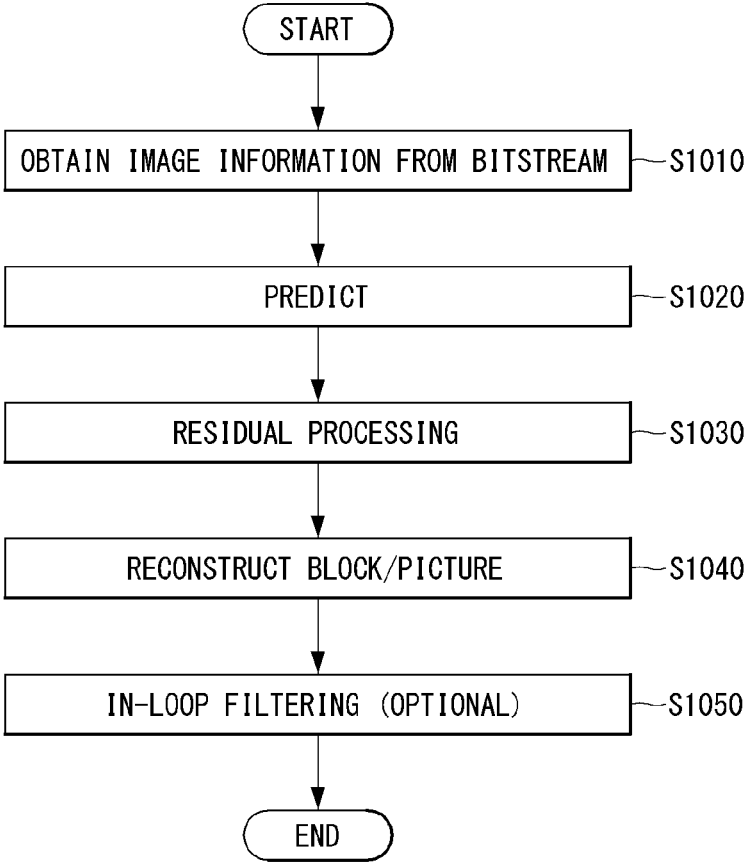 START
OBTAIN IMAGE INFORMATION FROM BITSTREAM S1010
PREDICT S1020
RESIDUAL PROCESSING S1030
RECONSTRUCT BLOCK/PICTURE S1040
IN-LOOP FILTERING (OPTIONAL) S1050
END